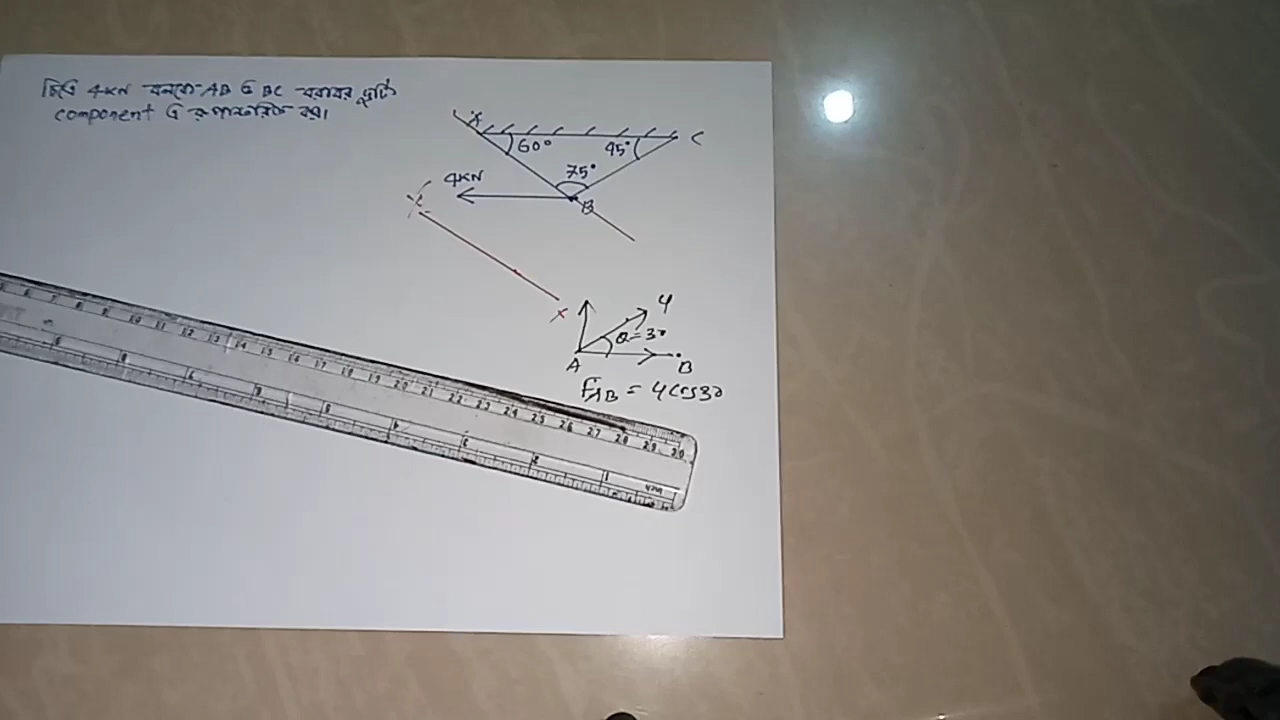 চিত্রে 4KN বলকে AB ও BC বরাবর দুটি
component এ রূপান্তরিত কর।
A
C
60°
45°
75°
4KN
B
4
θ=30
A
B
FAB = 4cos30